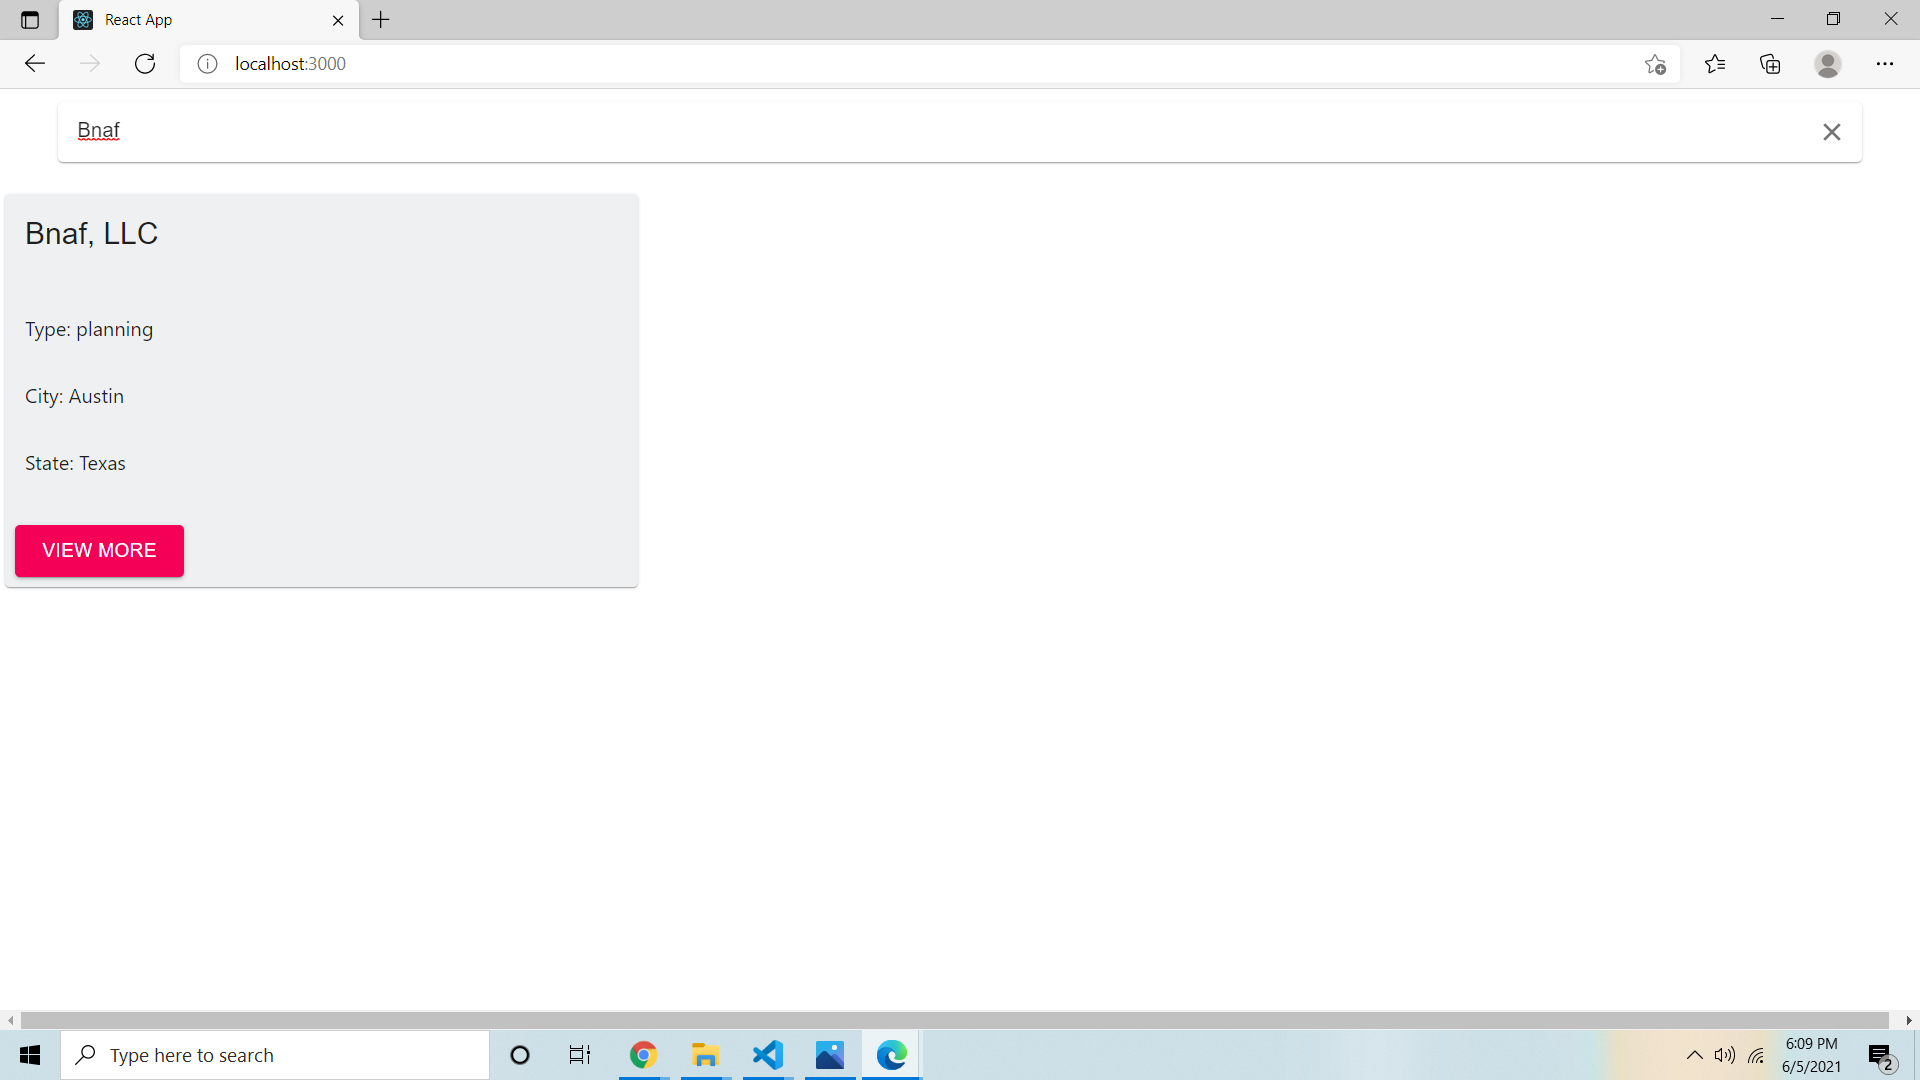 React App
localhost:3000
Bnaf
Bnaf, LLC
Type: planning
City: Austin
State: Texas
VIEW MORE
Type here to search
6:09 PM
6/5/2021
2